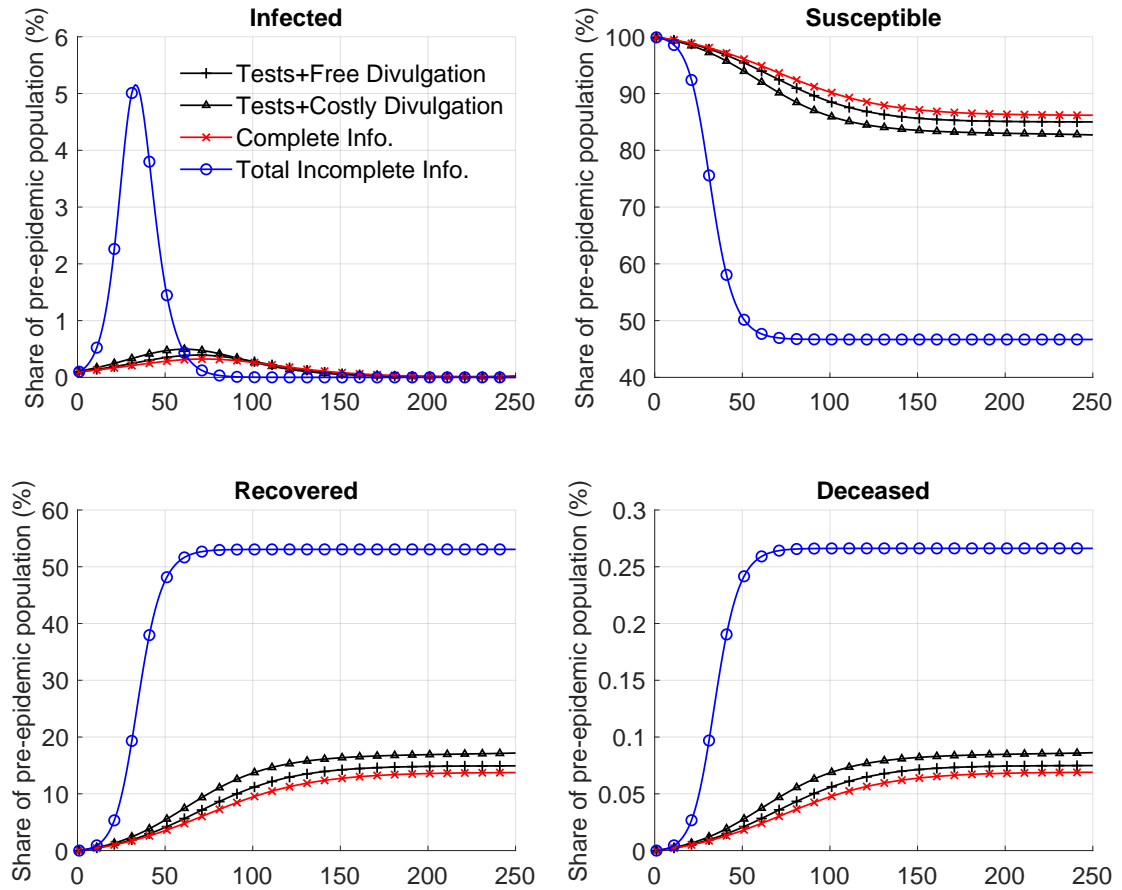 Infected
Share of pre-epidemic population (%)
6
5
4
3
2
1
0
Tests+Free Divulgation
Tests+Costly Divulgation
Complete Info.
Total Incomplete Info.
0 50 100 150 200 250
Susceptible
Share of pre-epidemic population (%)
100
90
80
70
60
50
40
0 50 100 150 200 250
Recovered
Share of pre-epidemic population (%)
60
50
40
30
20
10
0
0 50 100 150 200 250
Deceased
Share of pre-epidemic population (%)
0.3
0.25
0.2
0.15
0.1
0.05
0
0 50 100 150 200 250